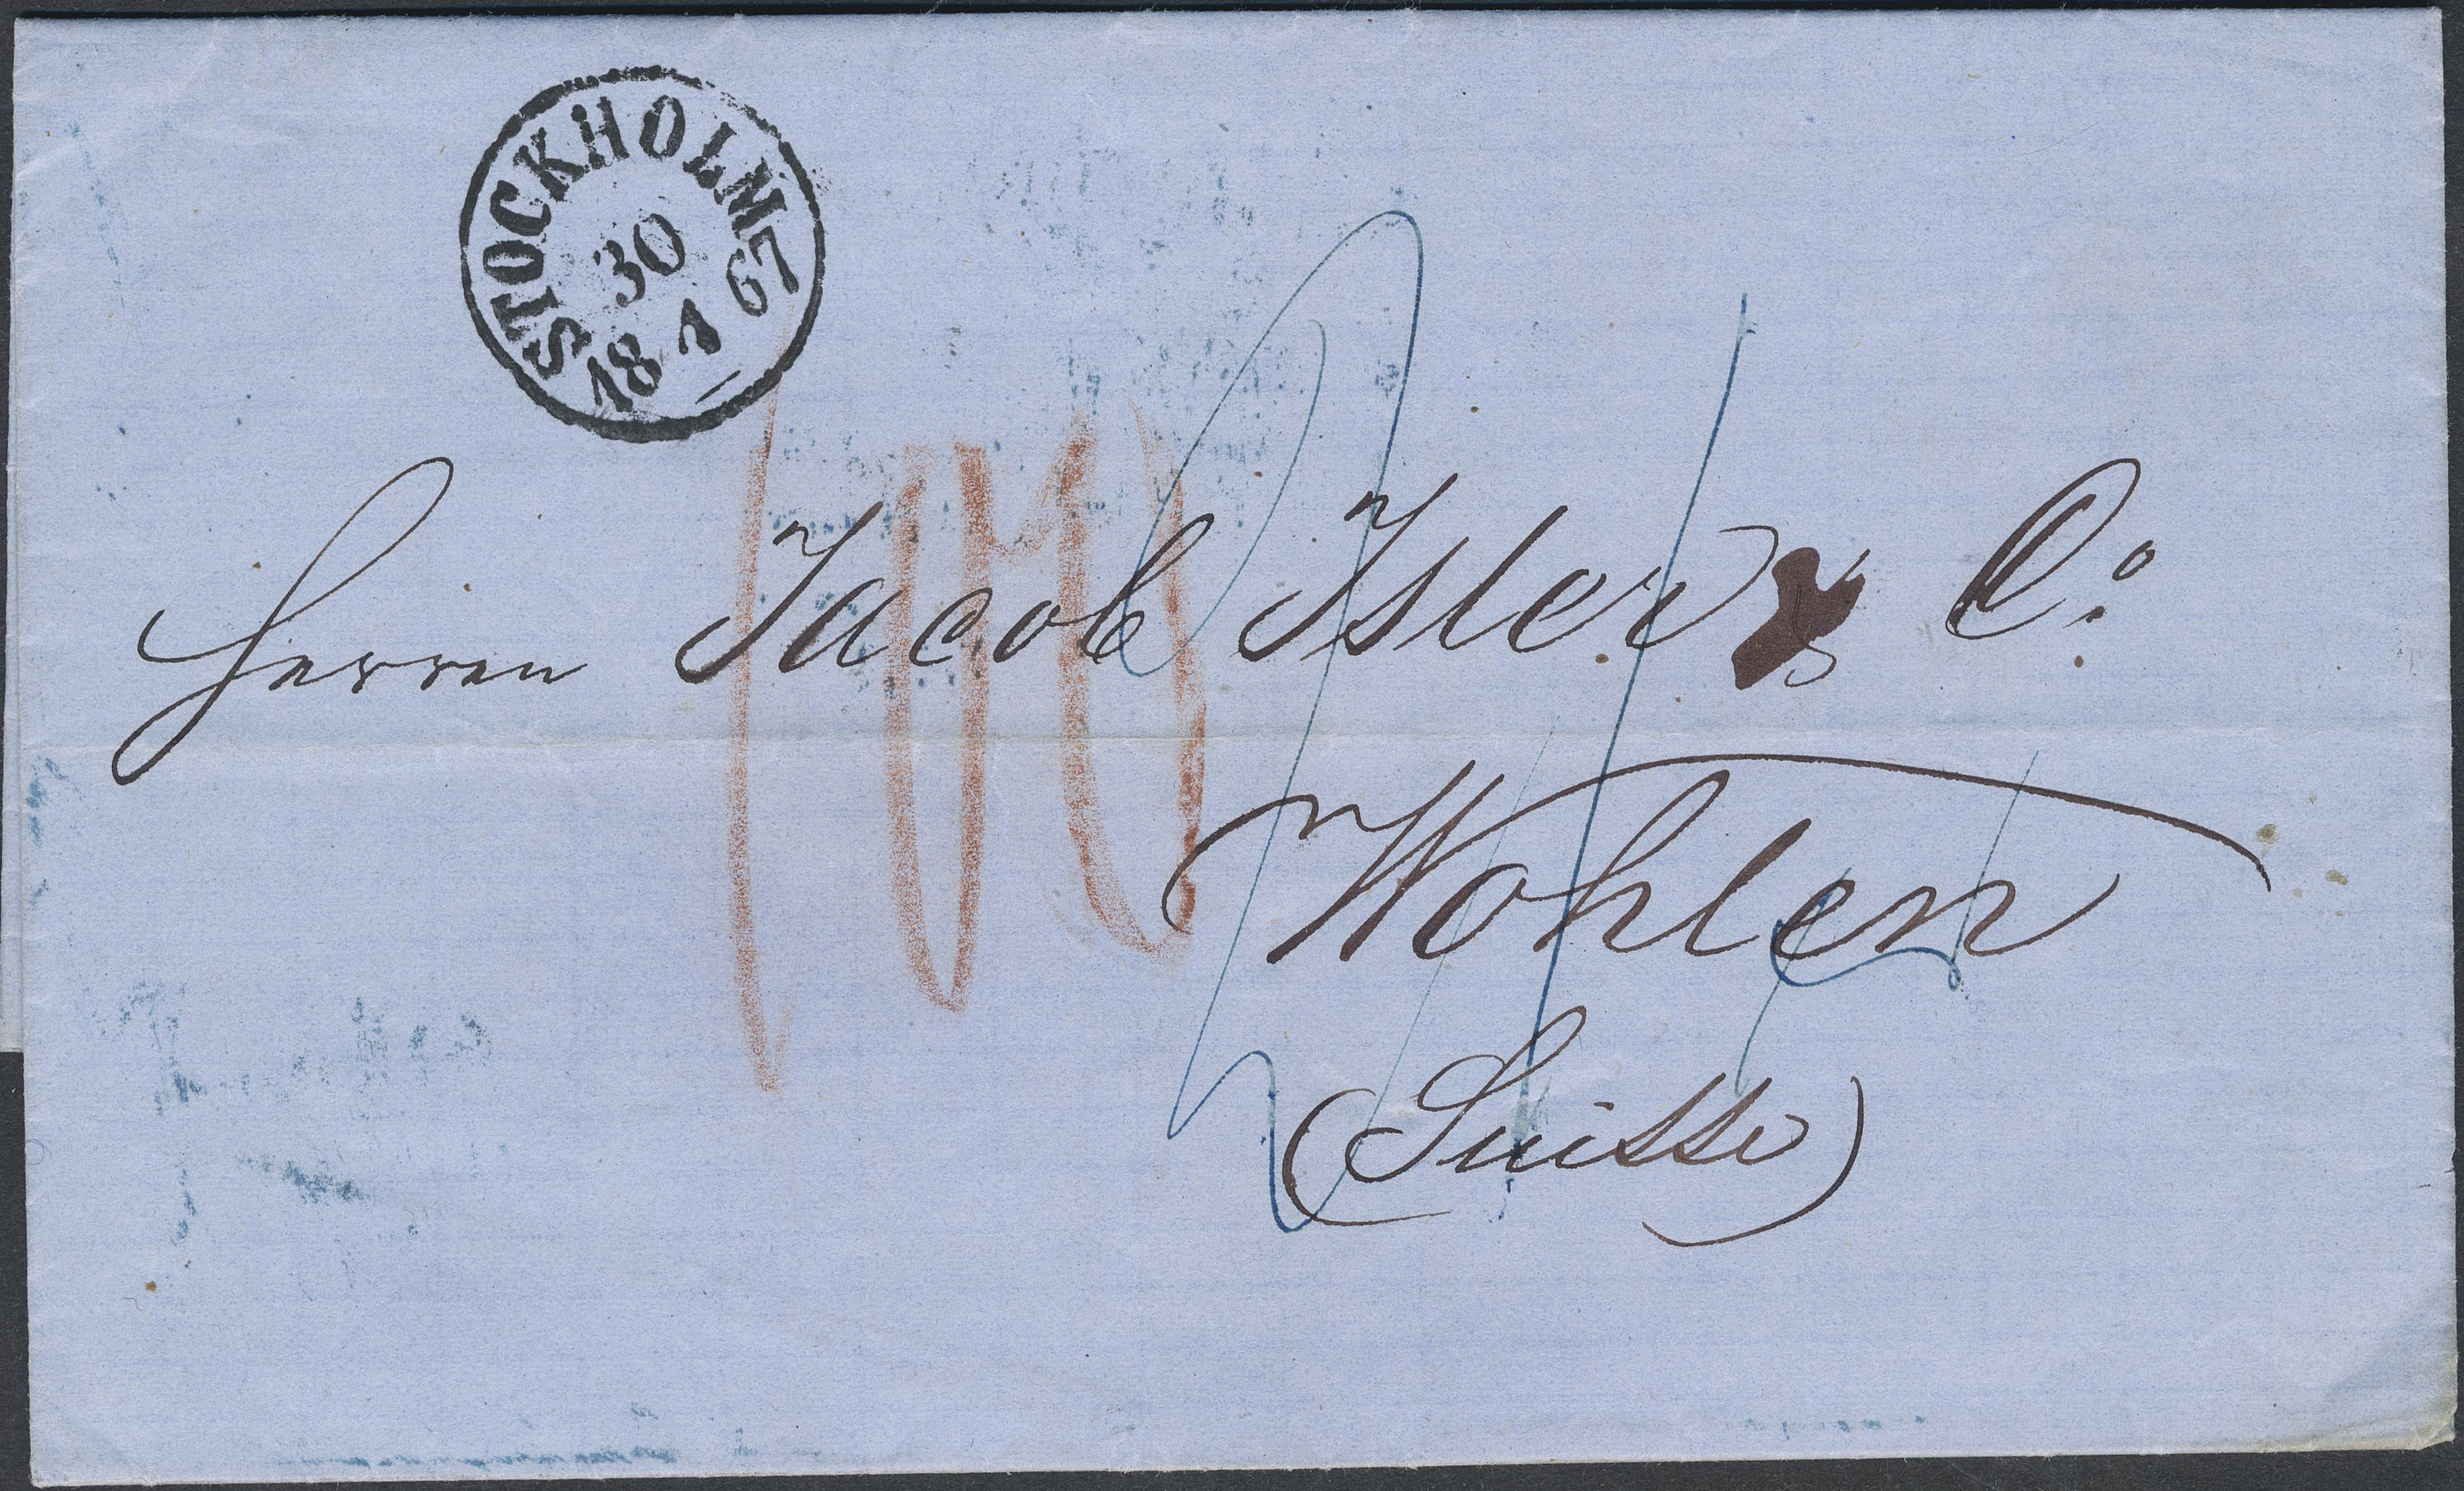 STOCKHOLM
30
18 1 67
Herren Jacob Isler & Co.
Wohlen
(Suisse)